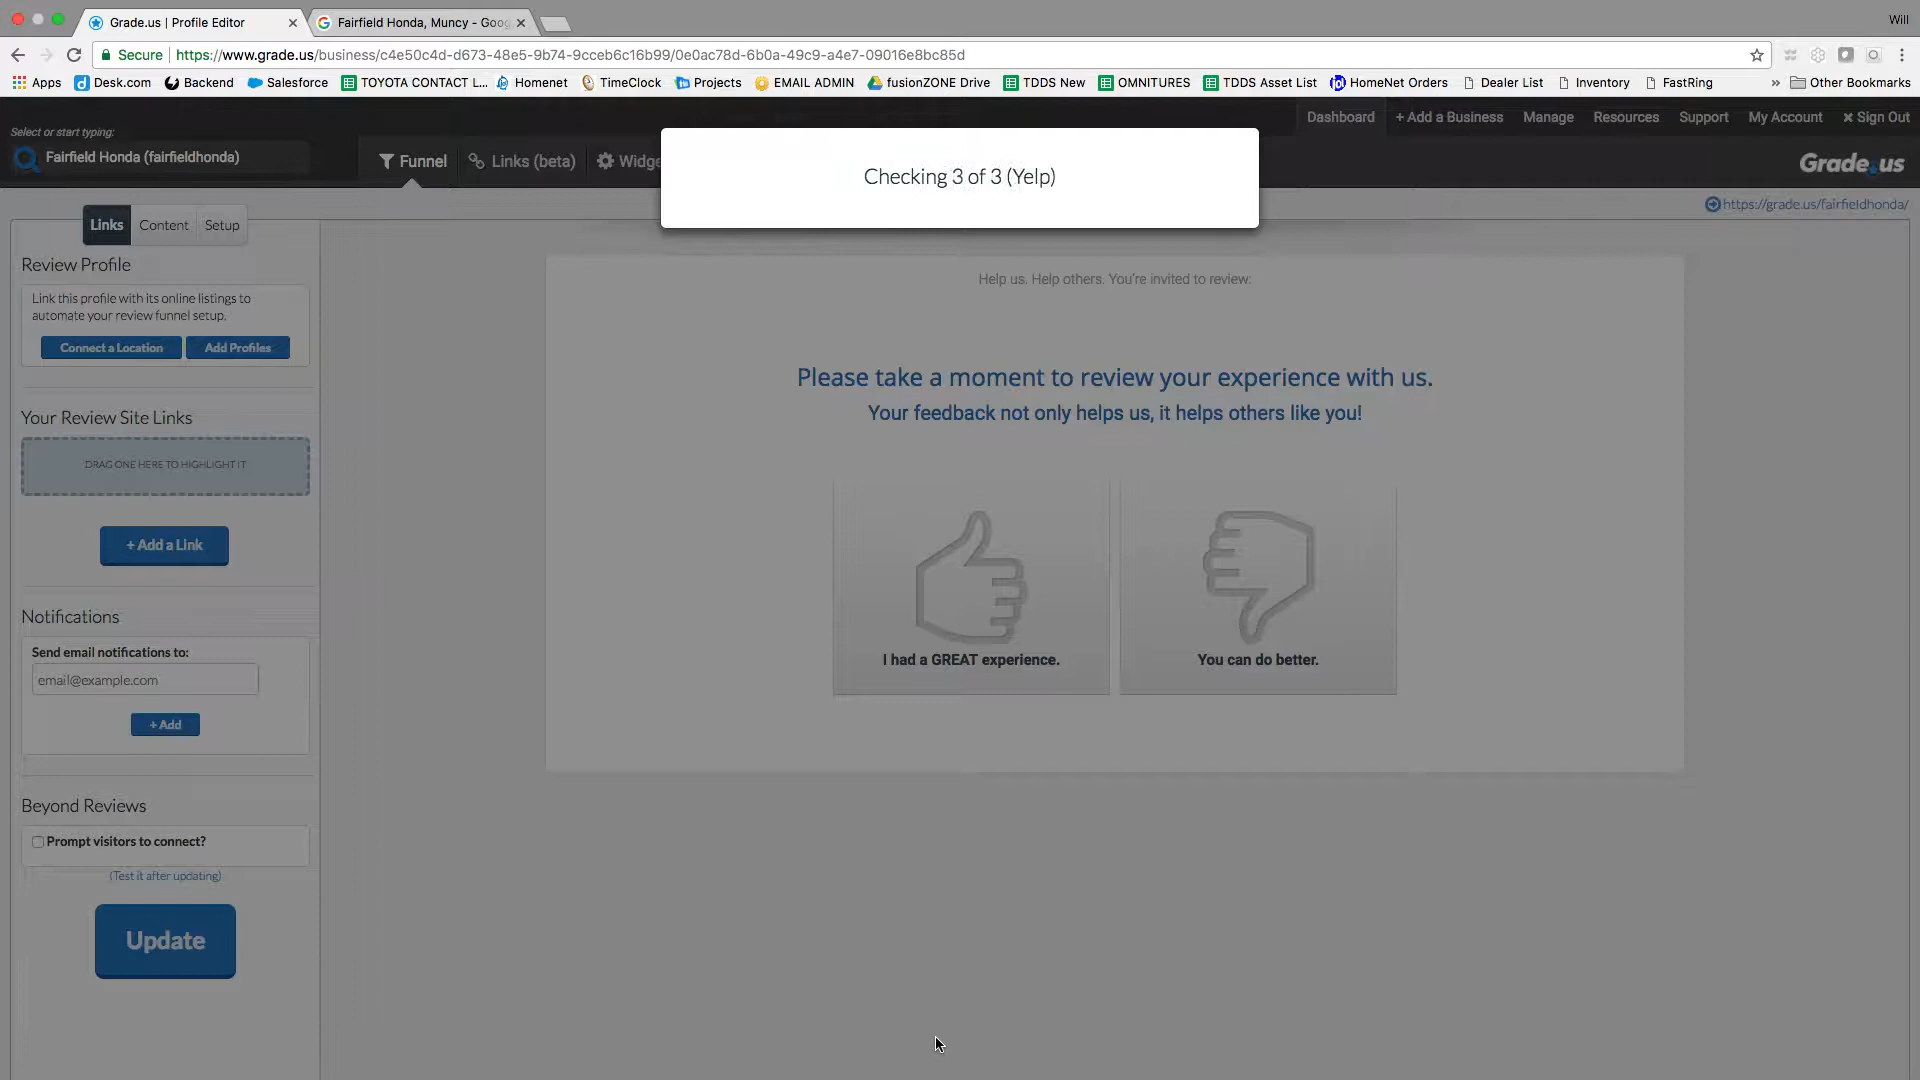 Grade.us | Profile Editor
Fairfield Honda, Muncy - Goog
Will
Secure
https://www.grade.us/business/c4e50c4d-d673-48e5-9b74-9cceb6c16b99/0e0ac78d-6b0a-49c9-a4e7-09016e8bc85d
Apps
Desk.com
Backend
Salesforce
TOYOTA CONTACT L...
Homenet
TimeClock
Projects
EMAIL ADMIN
fusionZONE Drive
TDDS New
OMNITURES
TDDS Asset List
HomeNet Orders
Dealer List
Inventory
FastRing
»
Other Bookmarks
Dashboard
+ Add a Business
Manage
Resources
Support
My Account
Sign Out
Select or start typing:
Fairfield Honda (fairfieldhonda)
Funnel
Links (beta)
Widge
Grade.us
Checking 3 of 3 (Yelp)
https://grade.us/fairfieldhonda/
Links
Content
Setup
Review Profile
Link this profile with its online listings to
automate your review funnel setup.
Connect a Location
Add Profiles
Your Review Site Links
DRAG ONE HERE TO HIGHLIGHT IT
+ Add a Link
Notifications
Send email notifications to:
email@example.com
+ Add
Beyond Reviews
Prompt visitors to connect?
(Test it after updating)
Update
Help us. Help others. You're invited to review:
Please take a moment to review your experience with us.
Your feedback not only helps us, it helps others like you!
I had a GREAT experience.
You can do better.